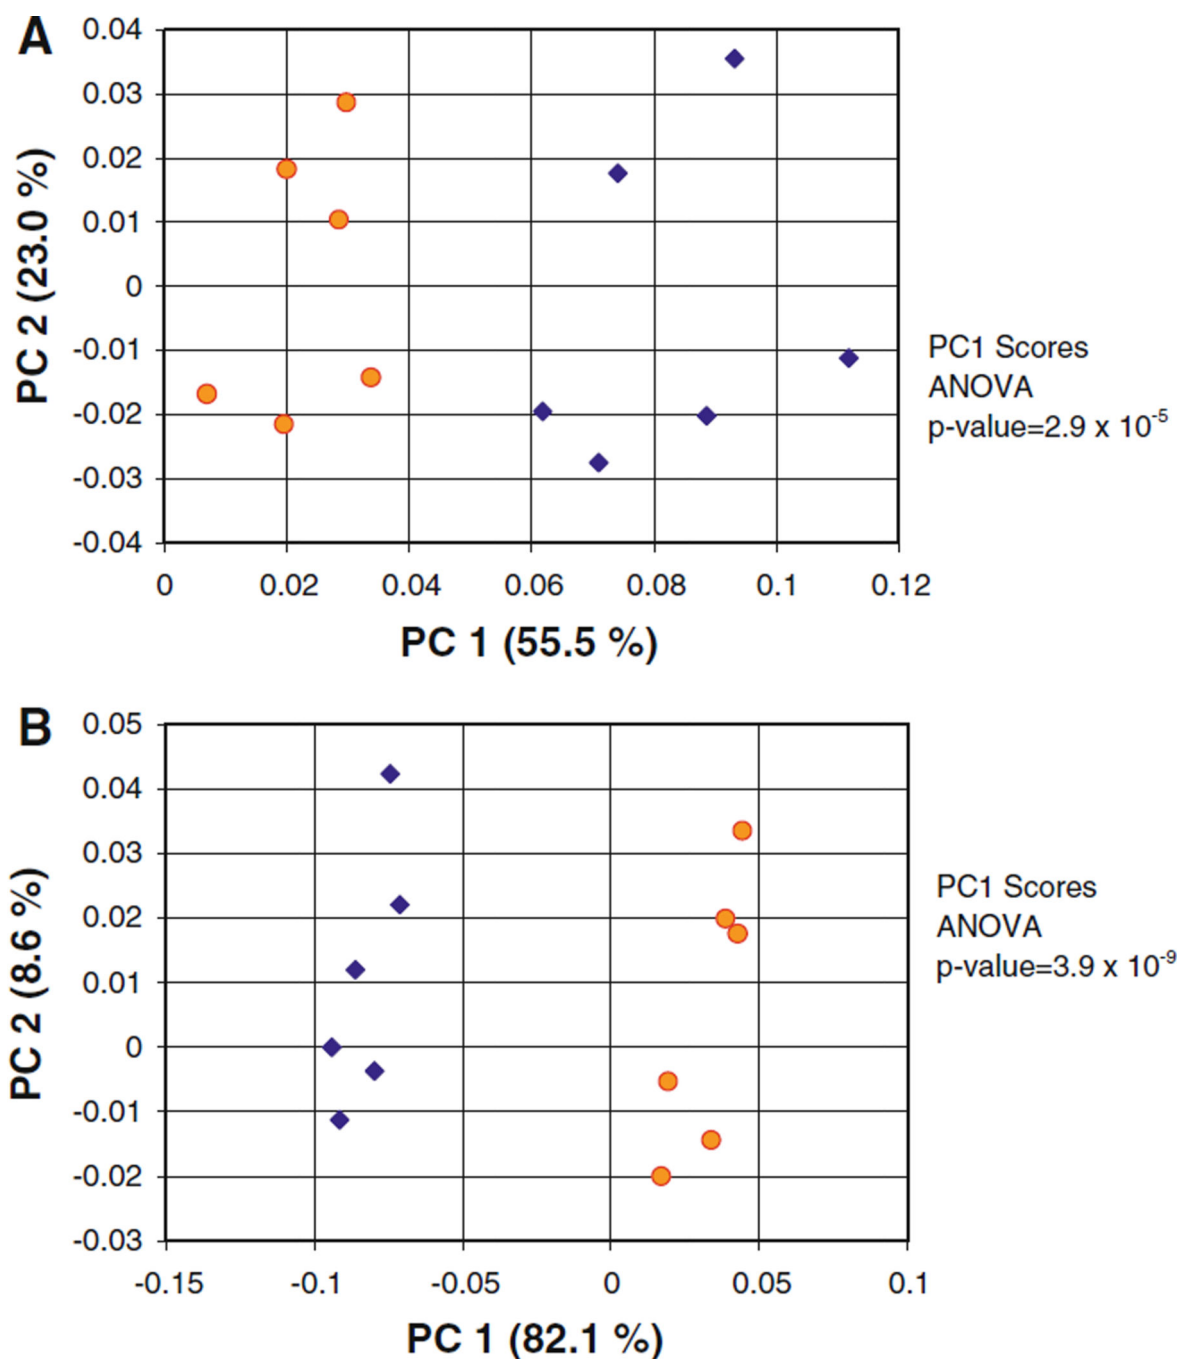 A
0.04
0.03
0.02
0.01
0
-0.01
-0.02
-0.03
-0.04
PC 2 (23.0 %)
0 0.02 0.04 0.06 0.08 0.1 0.12
PC 1 (55.5 %)
PC1 Scores
ANOVA
p-value=2.9 x 10-5
B
0.05
0.04
0.03
0.02
0.01
0
-0.01
-0.02
-0.03
PC 2 (8.6 %)
-0.15 -0.1 -0.05 0 0.05 0.1
PC 1 (82.1 %)
PC1 Scores
ANOVA
p-value=3.9 x 10-9